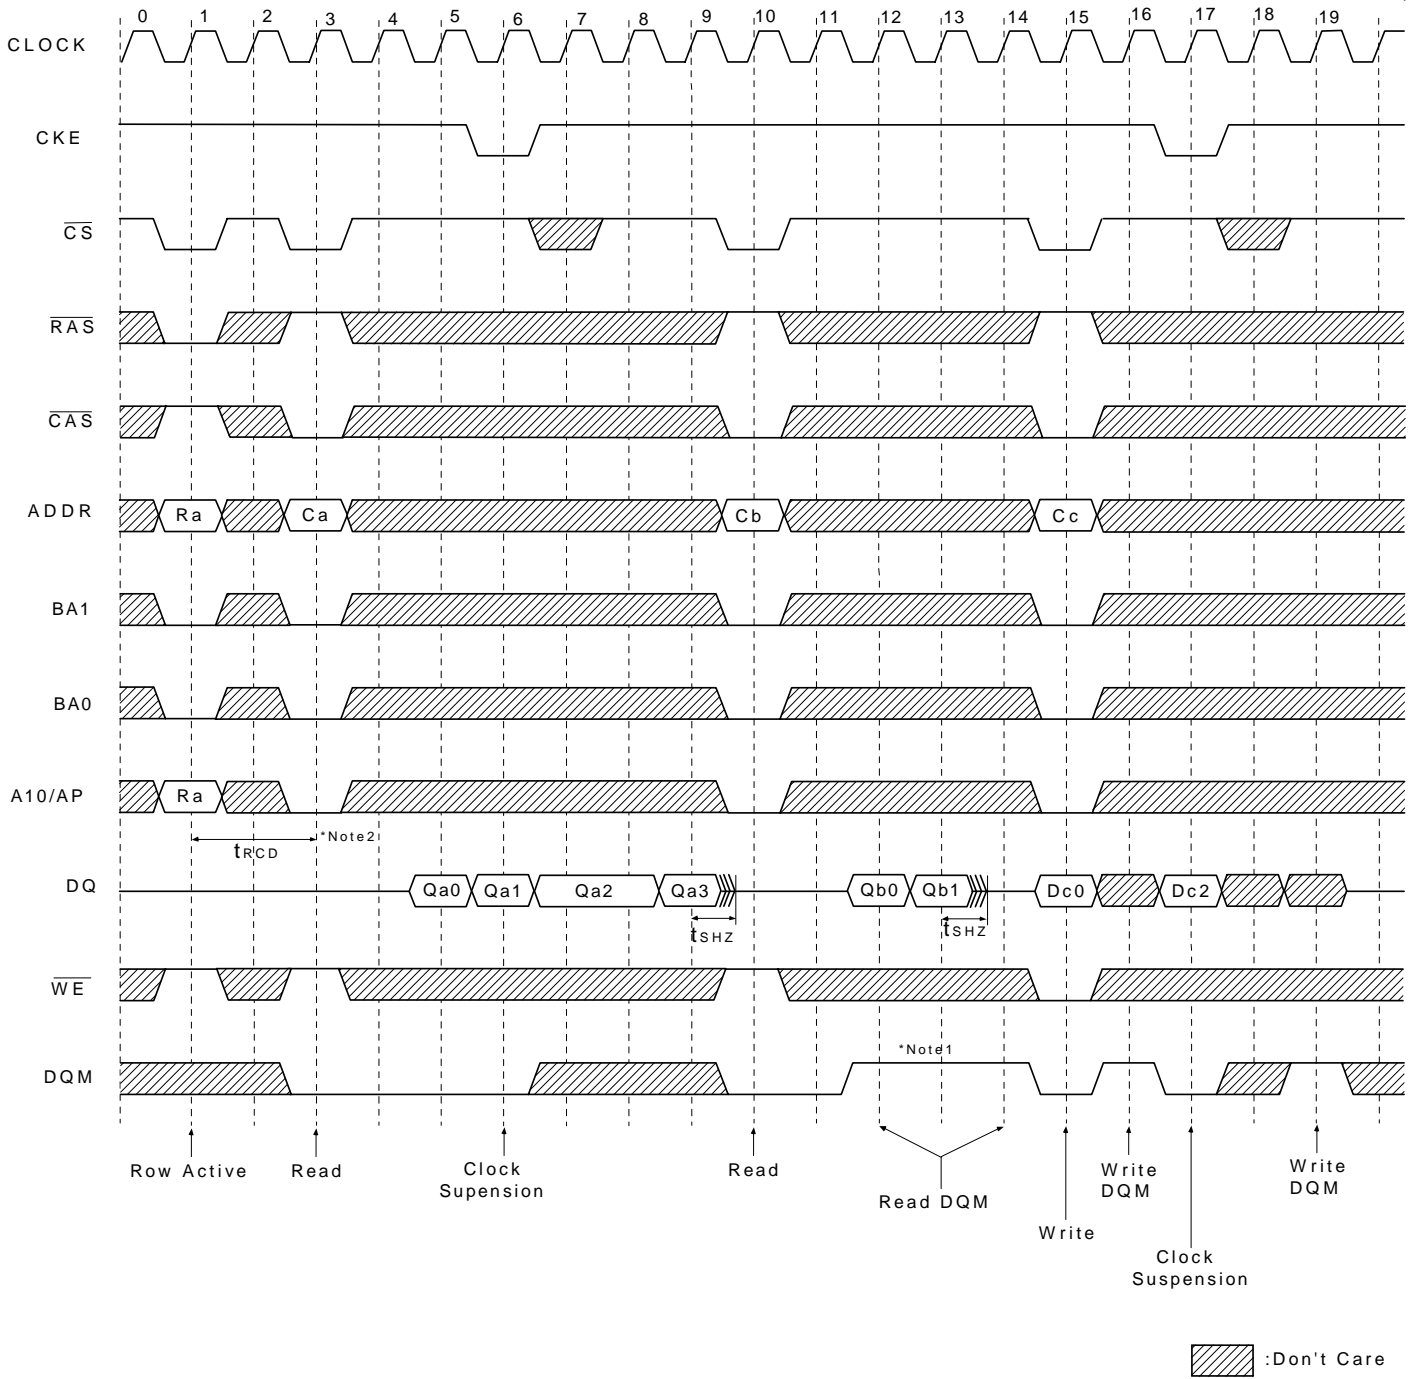 0 1 2 3 4 5 6 7 8 9 10 11 12 13 14 15 16 17 18 19
CLOCK
CKE
CS
RAS
CAS
ADDR Ra Ca Cb Cc
BA1
BA0
A10/AP Ra
*Note2
tRCD
DQ Qa0 Qa1 Qa2 Qa3 Qb0 Qb1 Dc0 Dc2
tSHZ tSHZ
WE
*Note1
DQM
Row Active Read Clock Read Write Write
Supension DQM DQM
Read DQM
Write
Clock
Suspension
:Don't Care